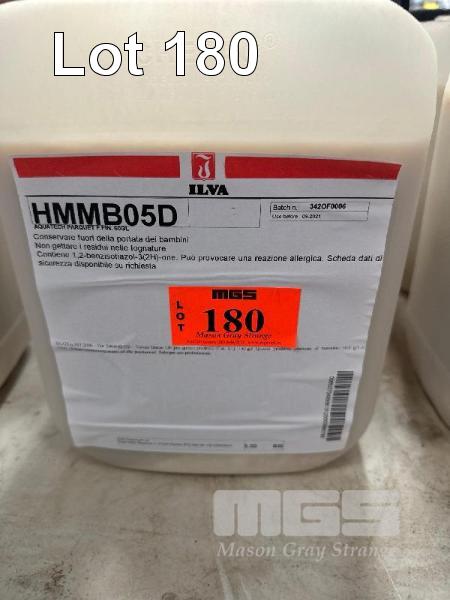 Lot 180
ILVA
HMMB05D
Batch n. 342OF0006
AQUATECH PARQUET F.FIN. 60GL
Use before 09.2021
Conservare fuori della portata dei bambini
Non gettare i residui nelle fognature
Contiene 1,2-benzisotiazol-3(2H)-one. Può provocare una reazione allergica. Scheda dati di
sicurezza disponibile su richiesta
MGS
LOT
180
Mason Gray Strange
MGS
Mason Gray Strange